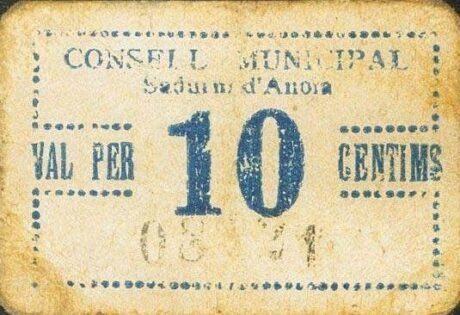 CONSELL MUNICIPAL
Sadurní d'Anoia
VAL PER 10 CENTIMS